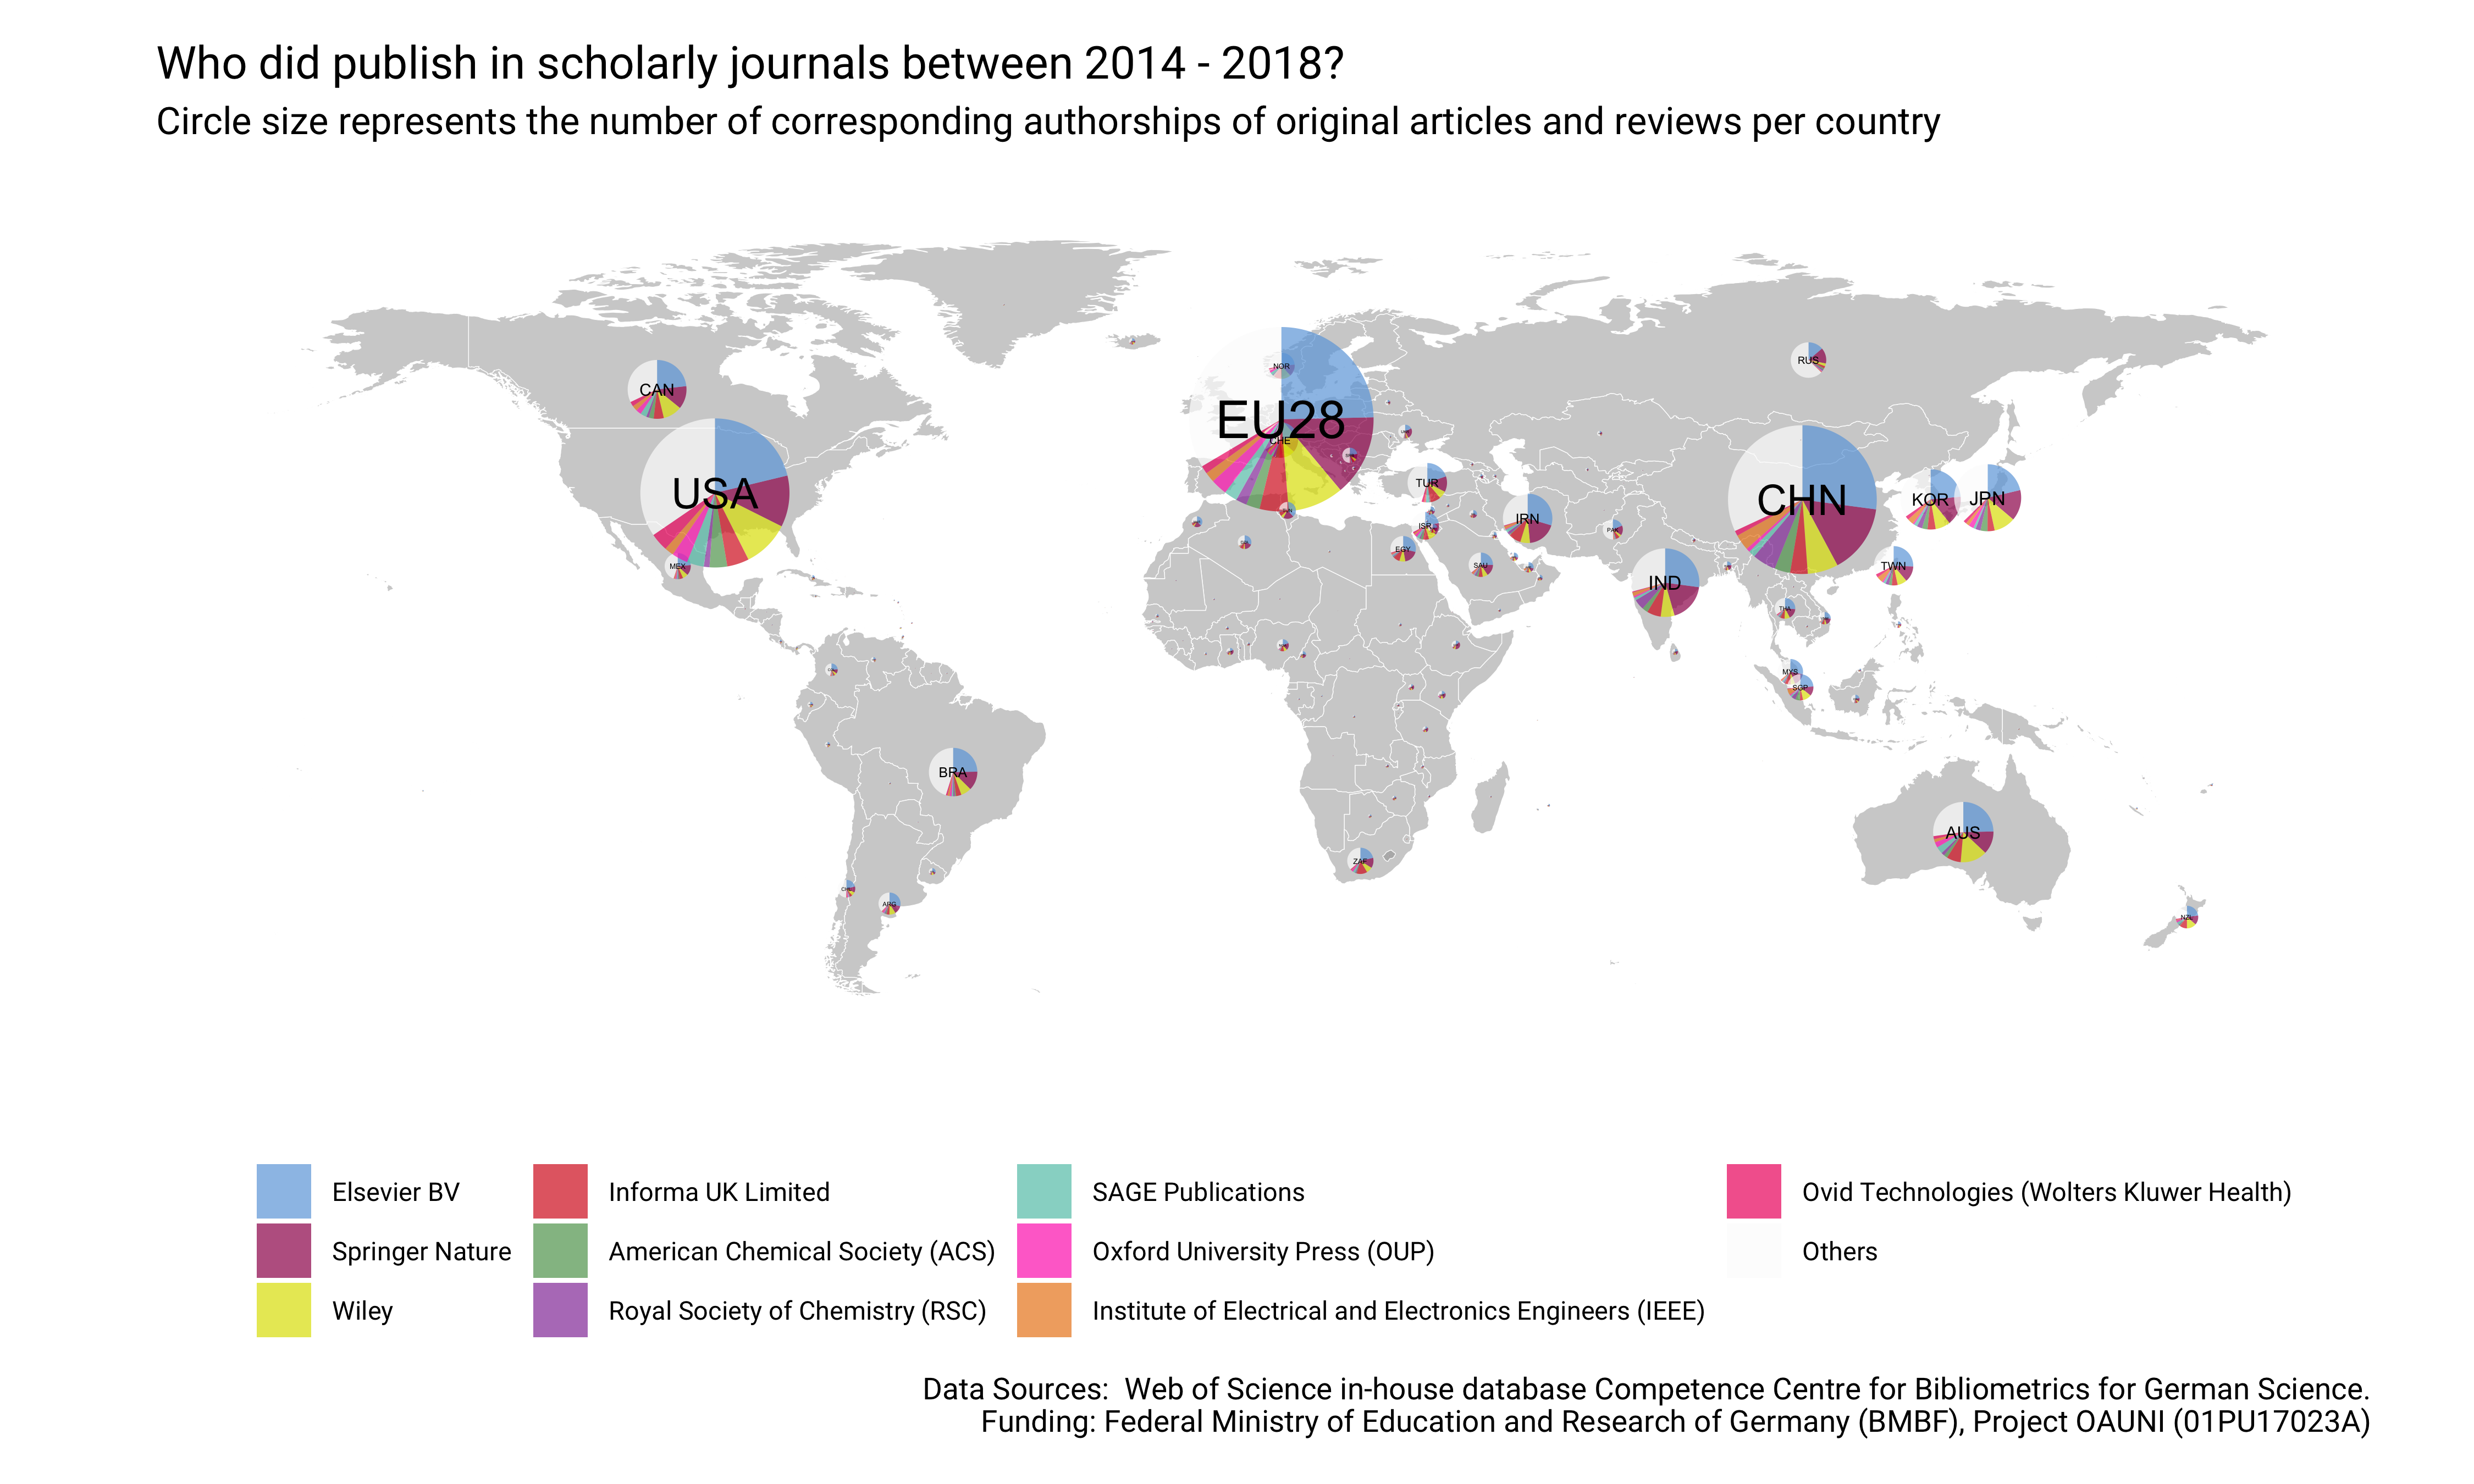 Who did publish in scholarly journals between 2014 - 2018?
Circle size represents the number of corresponding authorships of original articles and reviews per country
RUS
NOR
CAN
EU28
CHE
TUR
USA
CHN
KOR
JPN
IRN
ISR
PAK
EGY
SAU
MEX
TWN
IND
THA
MYS
SGP
BRA
AUS
ZAF
CHL
ARG
NZL
Elsevier BV
Springer Nature
Wiley
Informa UK Limited
American Chemical Society (ACS)
Royal Society of Chemistry (RSC)
SAGE Publications
Oxford University Press (OUP)
Institute of Electrical and Electronics Engineers (IEEE)
Ovid Technologies (Wolters Kluwer Health)
Others
Data Sources: Web of Science in-house database Competence Centre for Bibliometrics for German Science.
Funding: Federal Ministry of Education and Research of Germany (BMBF), Project OAUNI (01PU17023A)